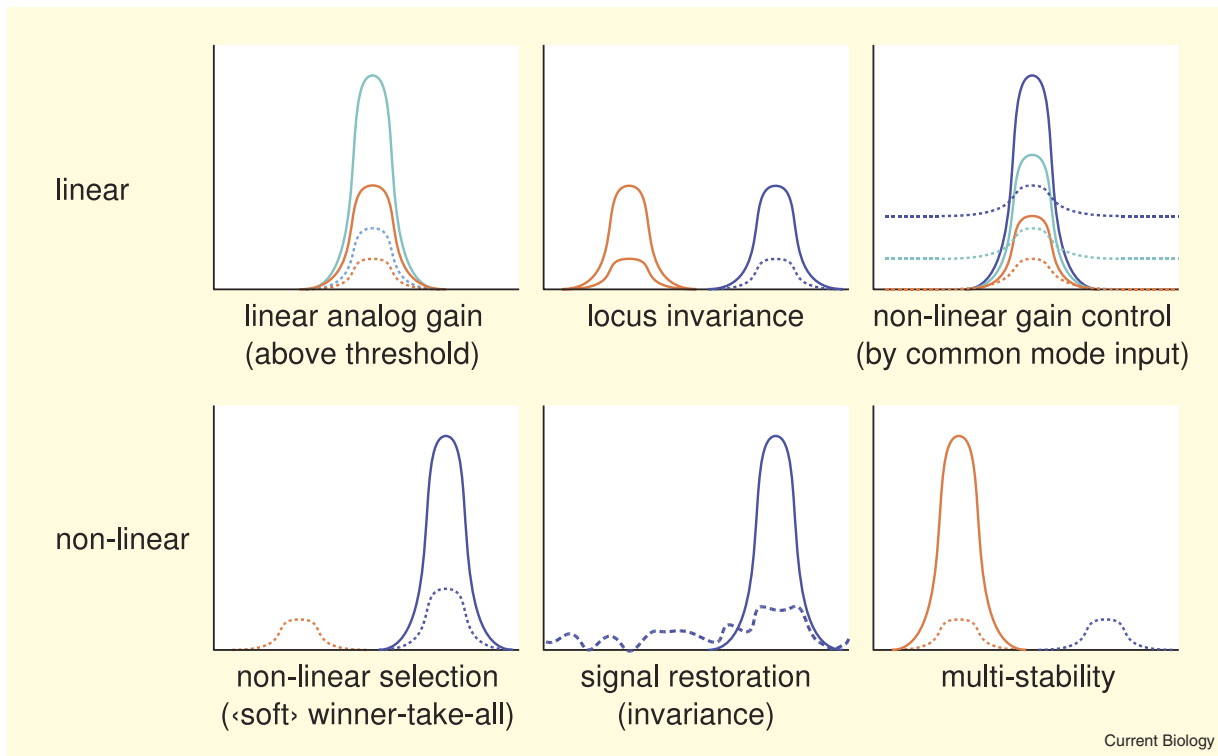 linear
linear analog gain
(above threshold)
locus invariance
non-linear gain control
(by common mode input)
non-linear
non-linear selection
(‹soft› winner-take-all)
signal restoration
(invariance)
multi-stability
Current Biology